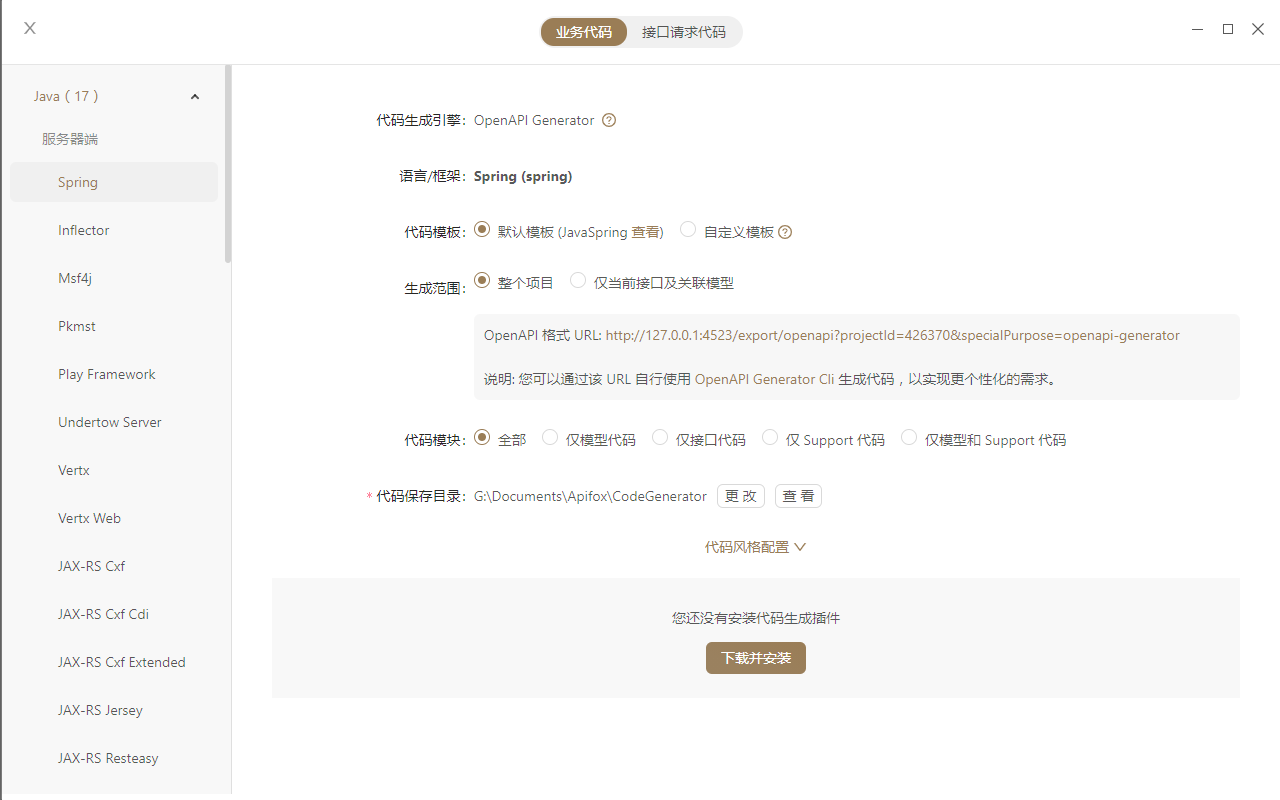 X
业务代码 接口请求代码
Java ( 17 )
服务器端
Spring
Inflector
Msf4j
Pkmst
Play Framework
Undertow Server
Vertx
Vertx Web
JAX-RS Cxf
JAX-RS Cxf Cdi
JAX-RS Cxf Extended
JAX-RS Jersey
JAX-RS Resteasy
代码生成引擎: OpenAPI Generator ?
语言/框架: Spring (spring)
代码模板: 默认模板 (JavaSpring 查看) 自定义模板 ?
生成范围: 整个项目 仅当前接口及关联模型
OpenAPI 格式 URL: http://127.0.0.1:4523/export/openapi?projectId=426370&specialPurpose=openapi-generator
说明: 您可以通过该 URL 自行使用 OpenAPI Generator Cli 生成代码，以实现更个性化的需求。
代码模块: 全部 仅模型代码 仅接口代码 仅 Support 代码 仅模型和 Support 代码
* 代码保存目录: G:\Documents\Apifox\CodeGenerator 更 改 查 看
代码风格配置
您还没有安装代码生成插件
下载并安装